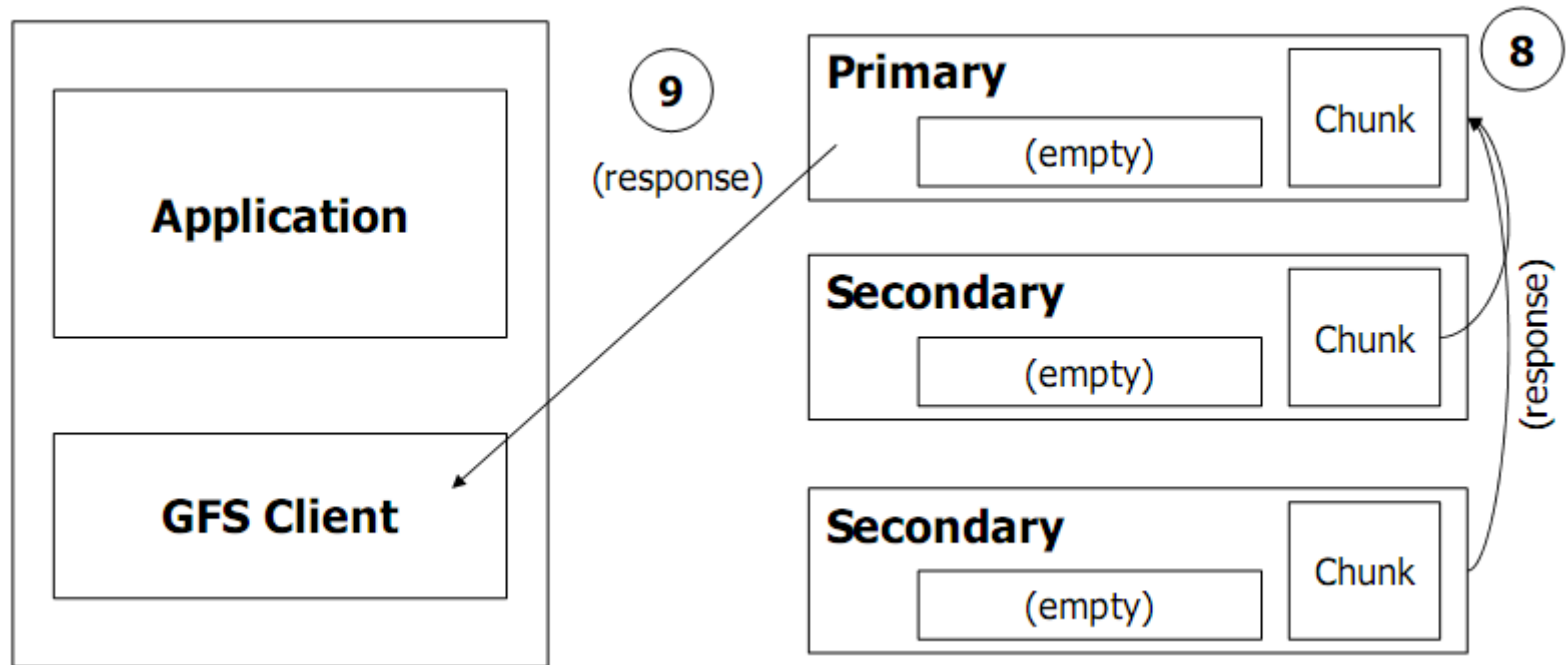 Application
GFS Client
9
(response)
8
Primary
(empty)
Chunk
Secondary
(empty)
Chunk
Secondary
(empty)
Chunk
(response)